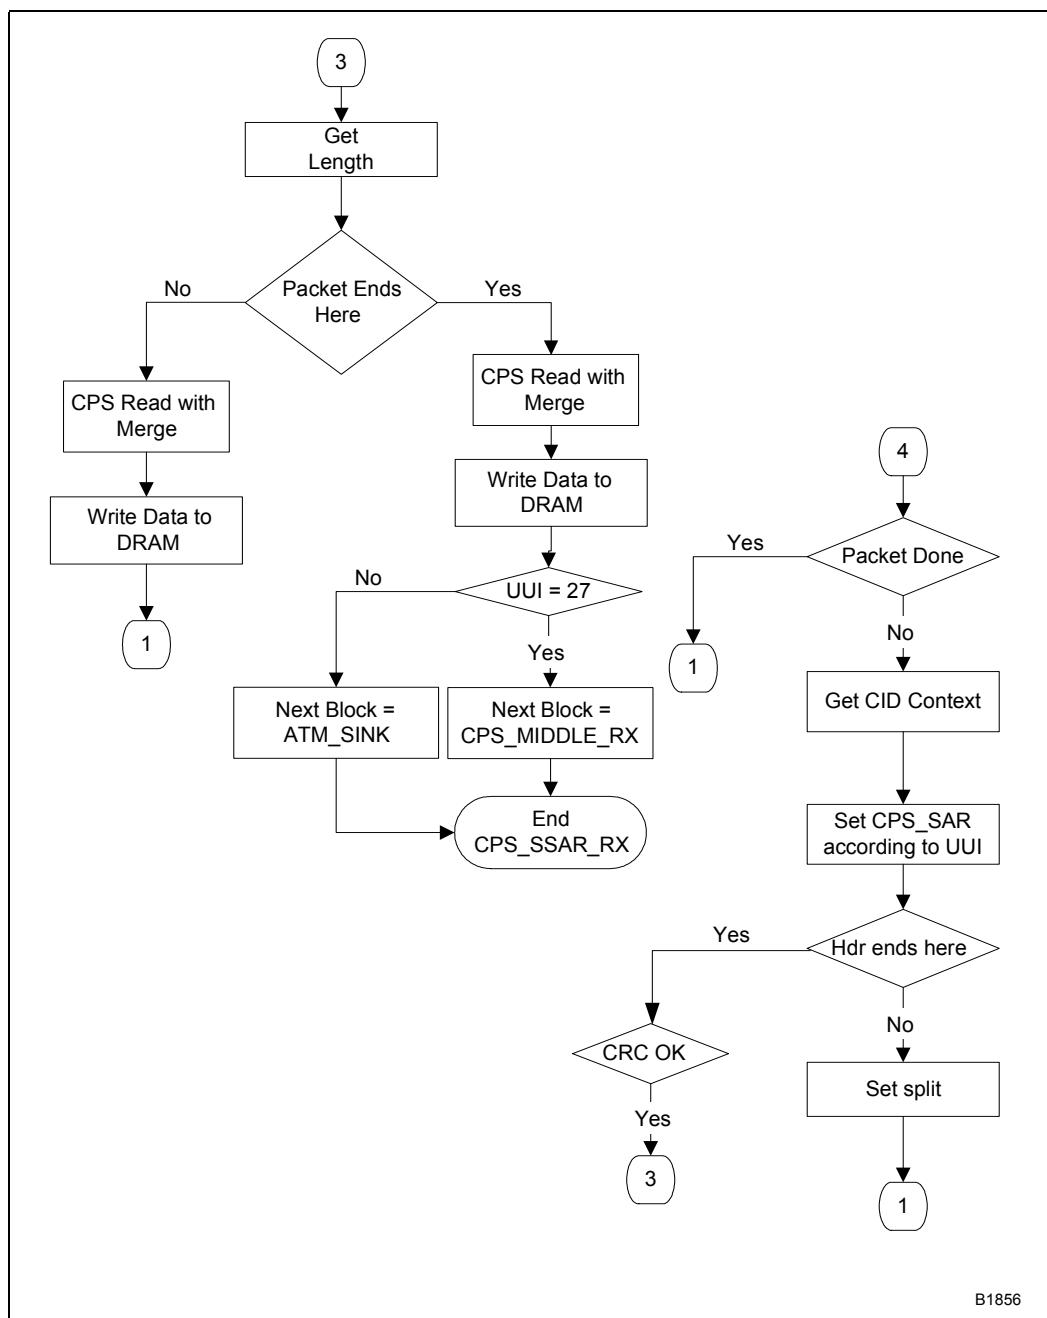 3
Get
Length
Packet Ends
Here
No
Yes
CPS Read with
Merge
Write Data to
DRAM
1
CPS Read with
Merge
Write Data to
DRAM
UUI = 27
No
Yes
Next Block =
ATM_SINK
Next Block =
CPS_MIDDLE_RX
End
CPS_SSAR_RX
4
Packet Done
Yes
1
No
Get CID Context
Set CPS_SAR
according to UUI
Hdr ends here
Yes
CRC OK
Yes
3
No
Set split
1
B1856